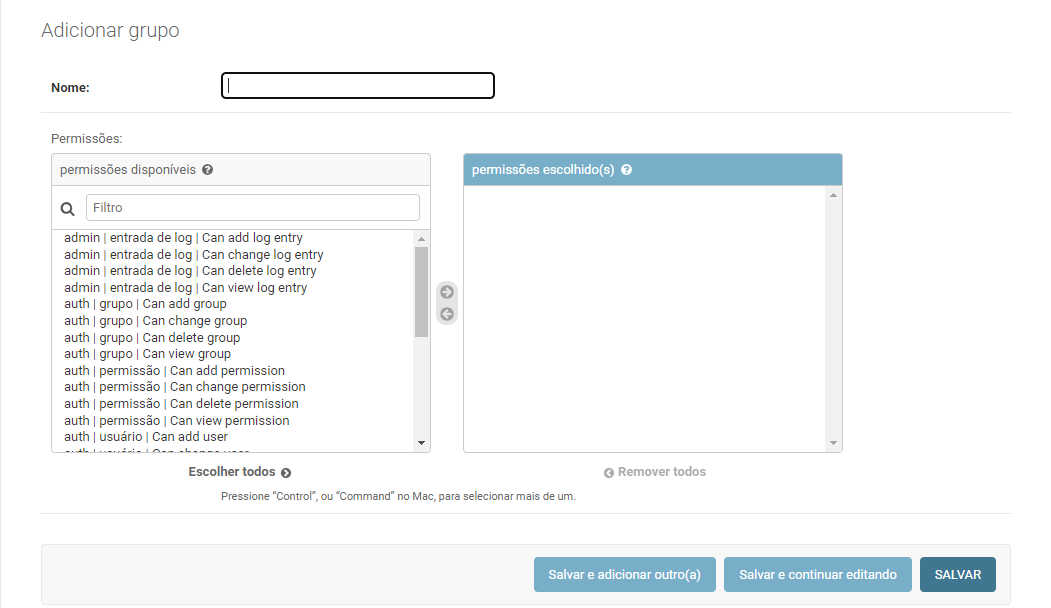 Adicionar grupo
Nome:
Permissões:
permissões disponíveis ?
permissões escolhido(s) ?
Filtro
admin | entrada de log | Can add log entry
admin | entrada de log | Can change log entry
admin | entrada de log | Can delete log entry
admin | entrada de log | Can view log entry
auth | grupo | Can add group
auth | grupo | Can change group
auth | grupo | Can delete group
auth | grupo | Can view group
auth | permissão | Can add permission
auth | permissão | Can change permission
auth | permissão | Can delete permission
auth | permissão | Can view permission
auth | usuário | Can add user
auth | usuário | Can change user
Escolher todos
Remover todos
Pressione “Control”, ou “Command” no Mac, para selecionar mais de um.
Salvar e adicionar outro(a)
Salvar e continuar editando
SALVAR